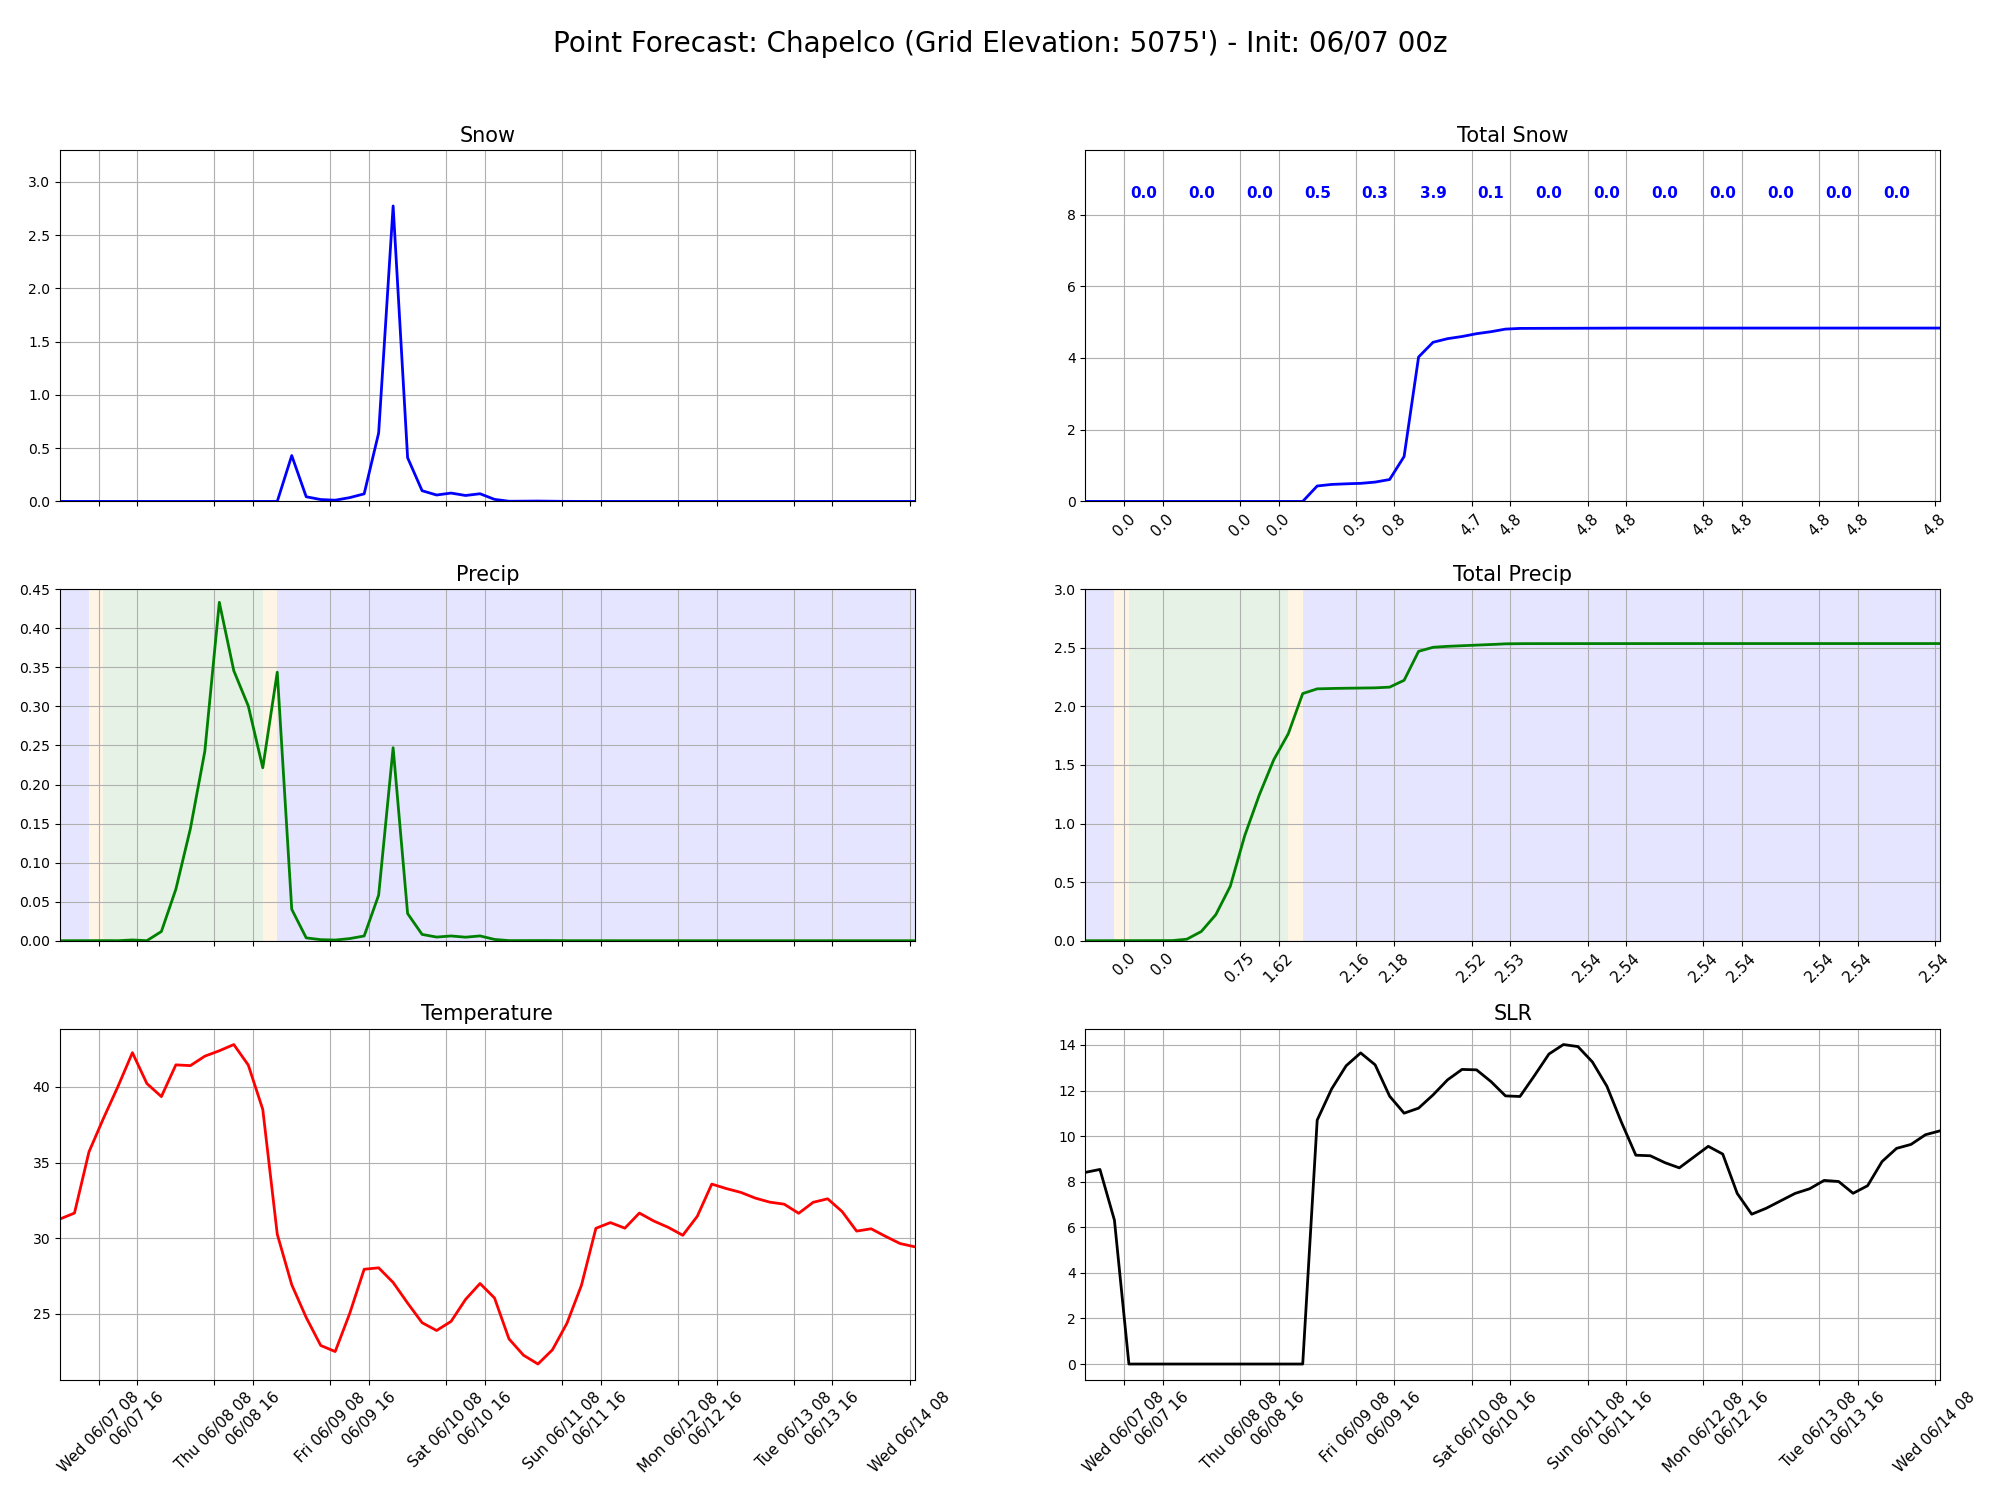 Point Forecast: Chapelco (Grid Elevation: 5075') - Init: 06/07 00z
Snow
3.0
2.5
2.0
1.5
1.0
0.5
0.0
Total Snow
0.0 0.0 0.0 0.5 0.3 3.9 0.1 0.0 0.0 0.0 0.0 0.0 0.0 0.0
8
6
4
2
0
0.0 0.0 0.0 0.0 0.5 0.8 4.7 4.8 4.8 4.8 4.8 4.8 4.8 4.8 4.8
Precip
0.45
0.40
0.35
0.30
0.25
0.20
0.15
0.10
0.05
0.00
Total Precip
3.0
2.5
2.0
1.5
1.0
0.5
0.0
0.0 0.0 0.75 1.62 2.16 2.18 2.52 2.53 2.54 2.54 2.54 2.54 2.54 2.54 2.54
Temperature
40
35
30
25
Wed 06/07 08
06/07 16
Thu 06/08 08
06/08 16
Fri 06/09 08
06/09 16
Sat 06/10 08
06/10 16
Sun 06/11 08
06/11 16
Mon 06/12 08
06/12 16
Tue 06/13 08
06/13 16
Wed 06/14 08
SLR
14
12
10
8
6
4
2
0
Wed 06/07 08
06/07 16
Thu 06/08 08
06/08 16
Fri 06/09 08
06/09 16
Sat 06/10 08
06/10 16
Sun 06/11 08
06/11 16
Mon 06/12 08
06/12 16
Tue 06/13 08
06/13 16
Wed 06/14 08